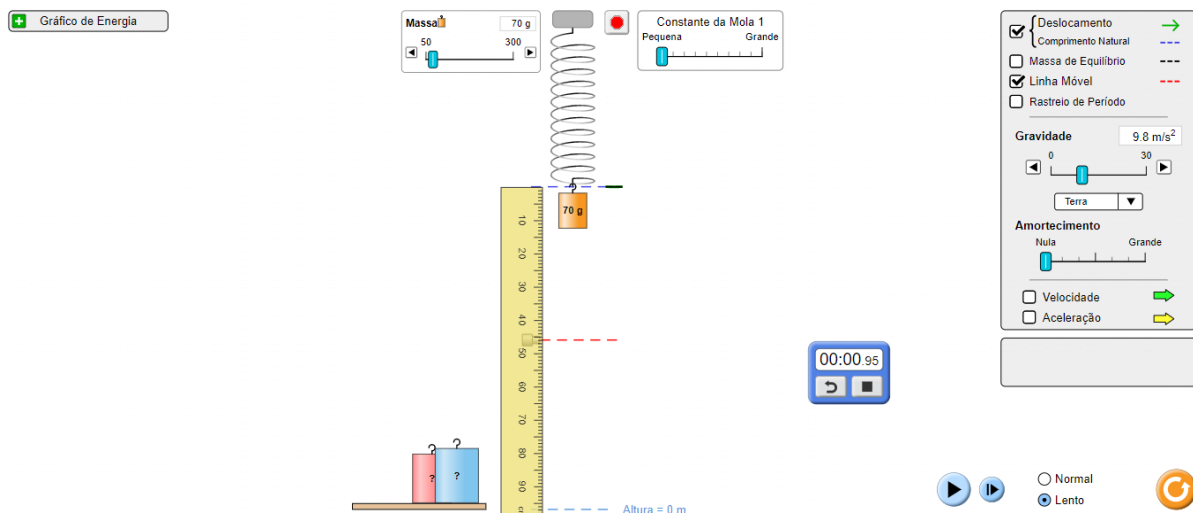 Gráfico de Energia
Massa
70 g
50
300
Constante da Mola 1
Pequena
Grande
Deslocamento
Comprimento Natural
Massa de Equilíbrio
Linha Móvel
Rastreio de Período
Gravidade
9.8 m/s²
0
30
Terra
Amortecimento
Nula
Grande
Velocidade
Aceleração
70 g
10
20
30
40
50
60
70
80
90
00:00.95
?
?
Altura = 0 m
Normal
Lento